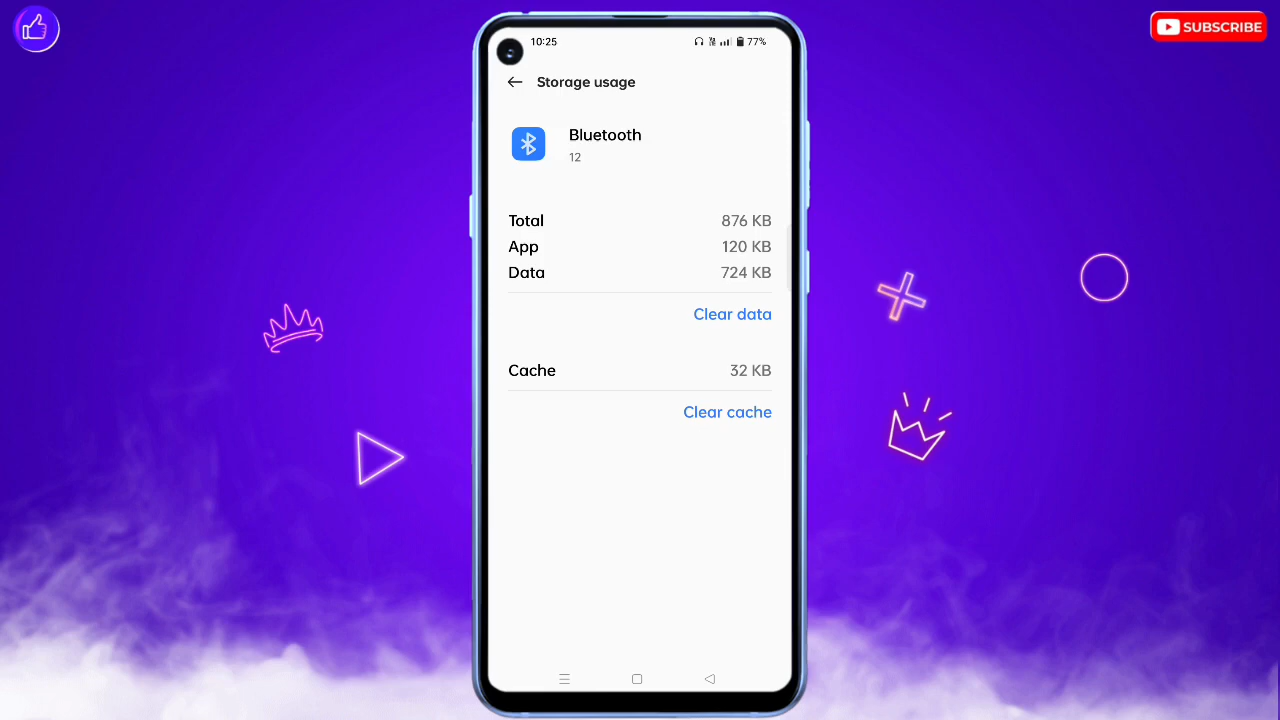 SUBSCRIBE
10:25
77%
Storage usage
Bluetooth
12
Total 876 KB
App 120 KB
Data 724 KB
Clear data
Cache 32 KB
Clear cache